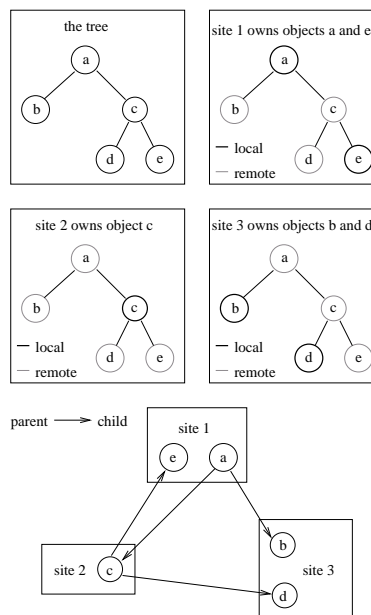 the tree
a
b
c
d
e
site 1 owns objects a and e
a
b
c
d
e
local
remote
site 2 owns object c
a
b
c
d
e
local
remote
site 3 owns objects b and d
a
b
c
d
e
local
remote
parent
child
site 1
e
a
b
site 2
c
site 3
d